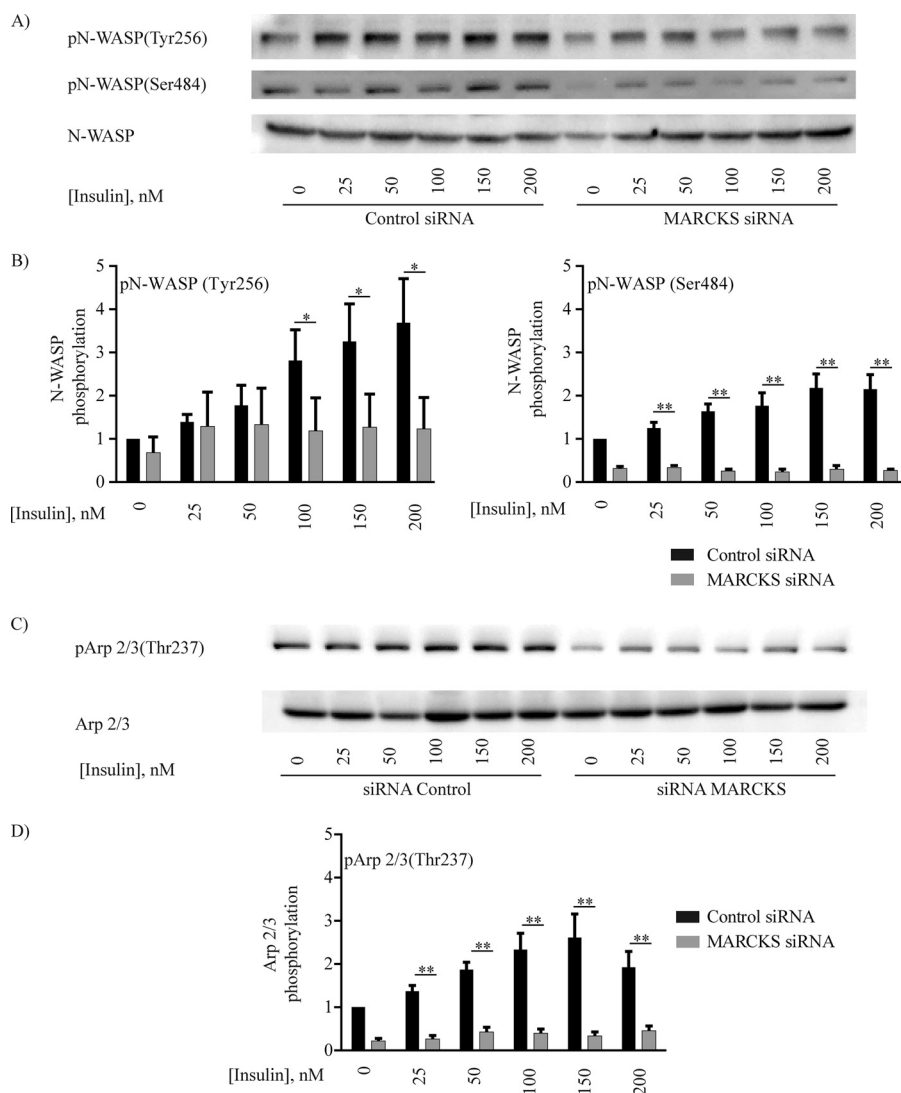 A)
pN-WASP(Tyr256)
pN-WASP(Ser484)
N-WASP
[Insulin], nM
0 25 50 100 150 200 0 25 50 100 150 200
Control siRNA MARCKS siRNA
B)
5 pN-WASP (Tyr256) * * *
4
3
2
1
0
N-WASP
phosphorylation
[Insulin], nM 0 25 50 100 150 200
5 pN-WASP (Ser484)
4
3
2
1
0
N-WASP
phosphorylation
** ** ** ** **
[Insulin], nM 0 25 50 100 150 200
Control siRNA
MARCKS siRNA
C)
pArp 2/3(Thr237)
Arp 2/3
[Insulin], nM
0 25 50 100 150 200 0 25 50 100 150 200
siRNA Control siRNA MARCKS
D)
5 pArp 2/3(Thr237)
4
3
2
1
0
Arp 2/3
phosphorylation
** ** ** ** **
Control siRNA
MARCKS siRNA
[Insulin], nM 0 25 50 100 150 200